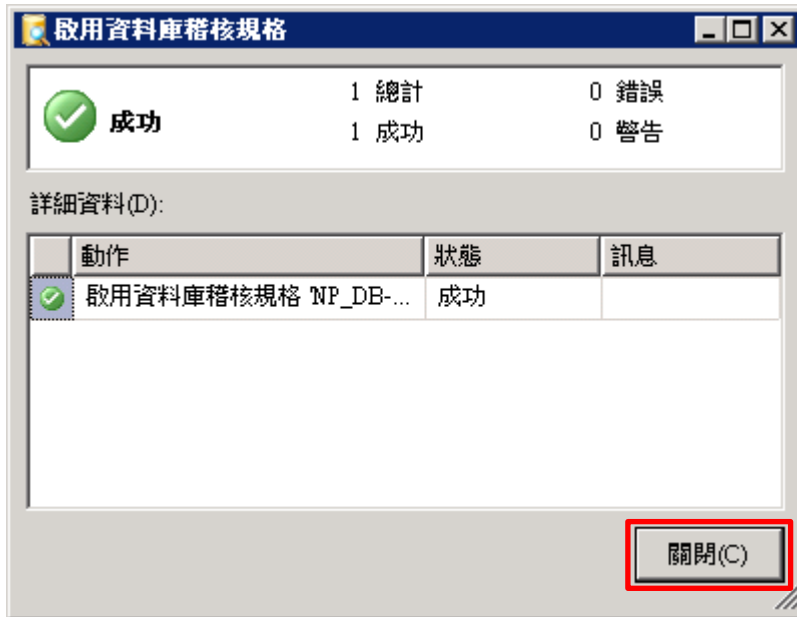 啟用資料庫稽核規格
成功
1 總計
0 錯誤
1 成功
0 警告
詳細資料(D):
動作 狀態 訊息
啟用資料庫稽核規格 'NP_DB-... 成功
關閉(C)